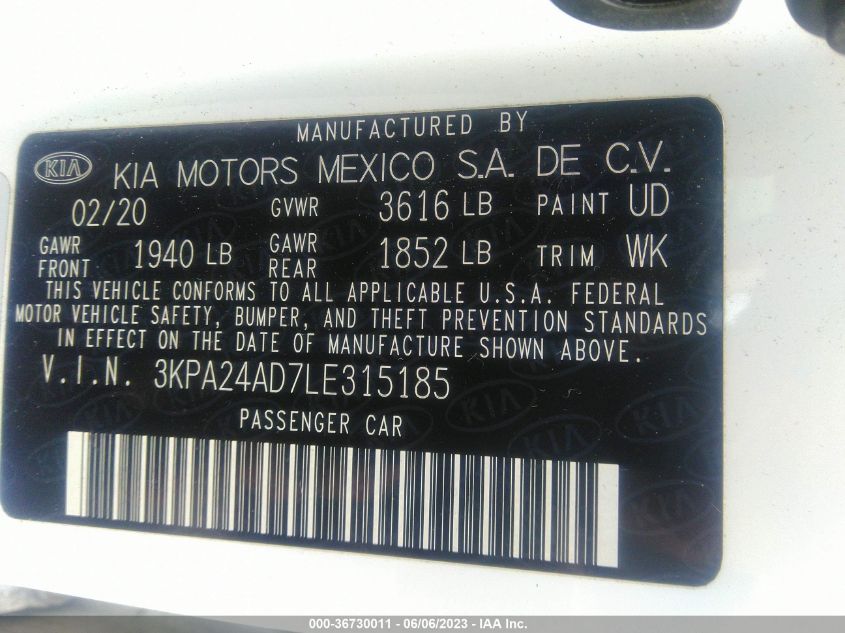 MANUFACTURED BY
KIA KIA MOTORS MEXICO S.A. DE C.V.
02/20 GVWR 3616 LB PAINT UD
GAWR FRONT 1940 LB GAWR REAR 1852 LB TRIM WK
THIS VEHICLE CONFORMS TO ALL APPLICABLE U.S.A. FEDERAL
MOTOR VEHICLE SAFETY, BUMPER, AND THEFT PREVENTION STANDARDS
IN EFFECT ON THE DATE OF MANUFACTURE SHOWN ABOVE.
V.I.N. 3KPA24AD7LE315185
PASSENGER CAR
000-36730011 - 06/06/2023 - IAA Inc.